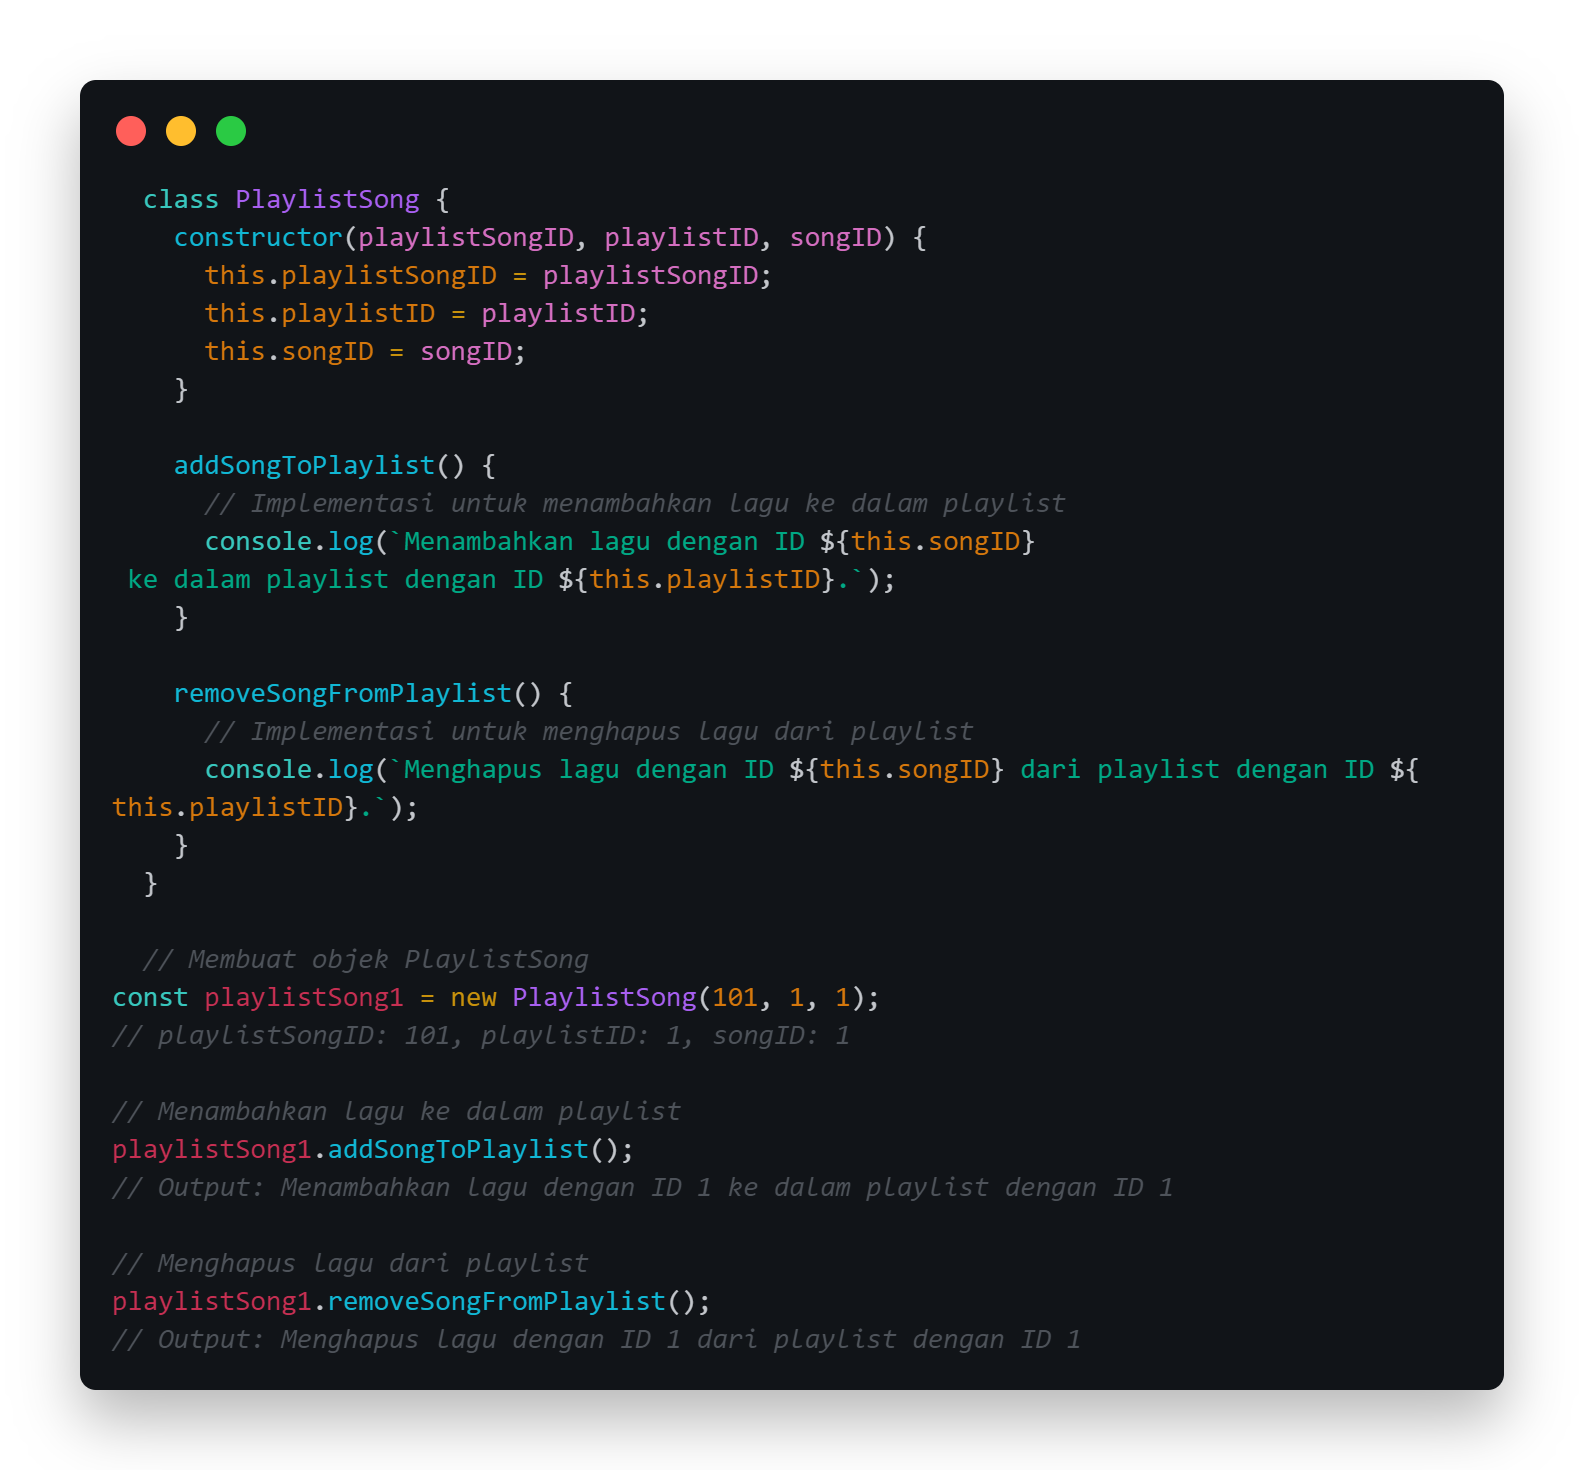 class PlaylistSong {
constructor(playlistSongID, playlistID, songID) {
this.playlistSongID = playlistSongID;
this.playlistID = playlistID;
this.songID = songID;
}
addSongToPlaylist() {
// Implementasi untuk menambahkan lagu ke dalam playlist
console.log(`Menambahkan lagu dengan ID ${this.songID}
ke dalam playlist dengan ID ${this.playlistID}.`);
}
removeSongFromPlaylist() {
// Implementasi untuk menghapus lagu dari playlist
console.log(`Menghapus lagu dengan ID ${this.songID} dari playlist dengan ID ${
this.playlistID}.`);
}
}
// Membuat objek PlaylistSong
const playlistSong1 = new PlaylistSong(101, 1, 1);
// playlistSongID: 101, playlistID: 1, songID: 1
// Menambahkan lagu ke dalam playlist
playlistSong1.addSongToPlaylist();
// Output: Menambahkan lagu dengan ID 1 ke dalam playlist dengan ID 1
// Menghapus lagu dari playlist
playlistSong1.removeSongFromPlaylist();
// Output: Menghapus lagu dengan ID 1 dari playlist dengan ID 1